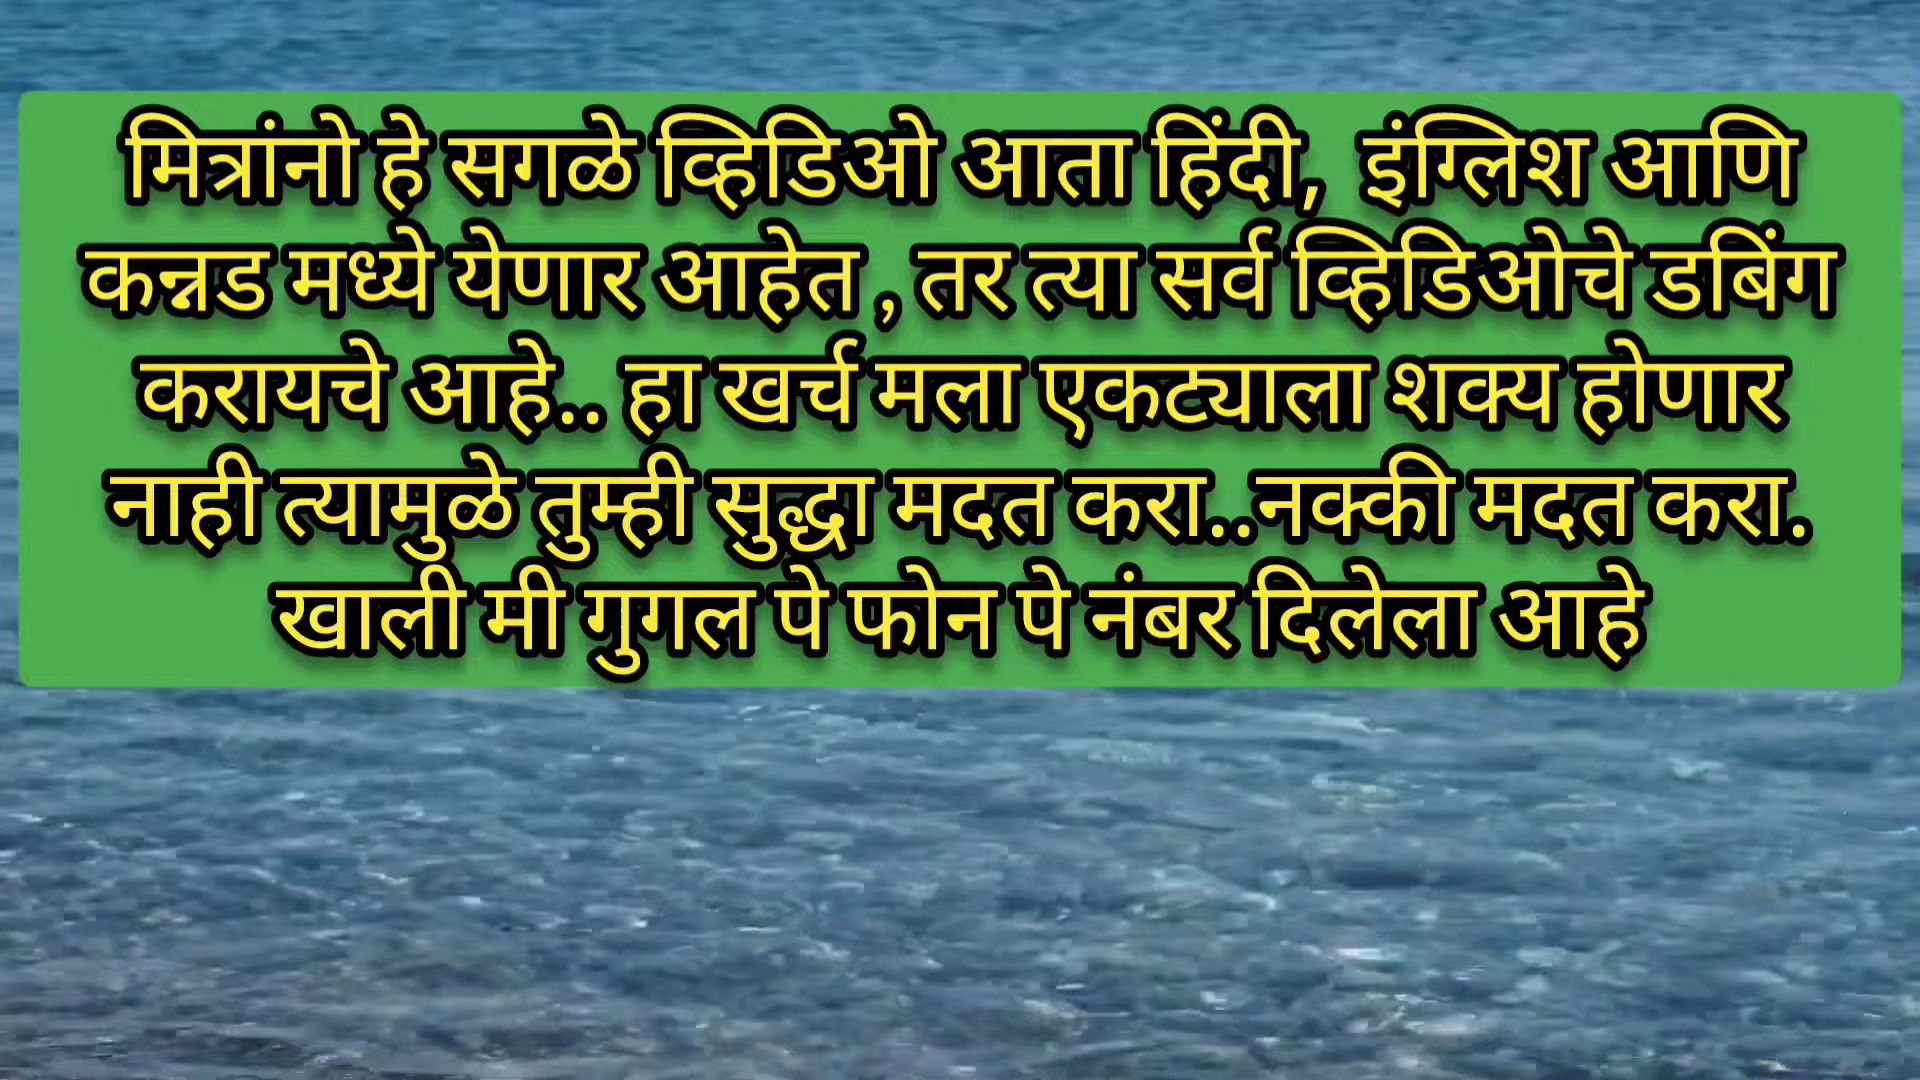 मित्रांनो हे सगळे व्हिडिओ आता हिंदी, इंग्लिश आणि
कन्नड मध्ये येणार आहेत , तर त्या सर्व व्हिडिओचे डबिंग
करायचे आहे.. हा खर्च मला एकट्याला शक्य होणार
नाही त्यामुळे तुम्ही सुद्धा मदत करा..नक्की मदत करा.
खाली मी गुगल पे फोन पे नंबर दिलेला आहे